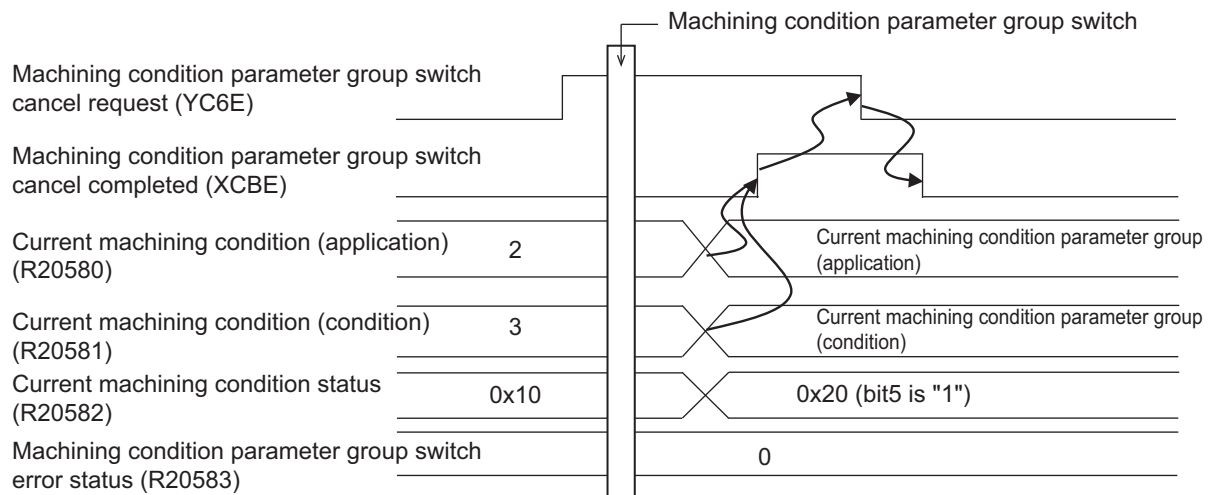 Machining condition parameter group switch
Machining condition parameter group switch
cancel request (YC6E)
Machining condition parameter group switch
cancel completed (XCBE)
Current machining condition (application)
(R20580)
2
Current machining condition parameter group
(application)
Current machining condition (condition)
(R20581)
3
Current machining condition parameter group
(condition)
Current machining condition status
(R20582)
0x10
0x20 (bit5 is "1")
Machining condition parameter group switch
error status (R20583)
0